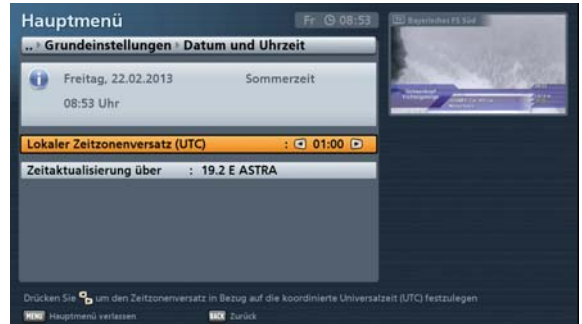 Hauptmenü
Fr 08:53
Bayerisches FS Süd
.. Grundeinstellungen Datum und Uhrzeit
Freitag, 22.02.2013 Sommerzeit
08:53 Uhr
Lokaler Zeitzonenversatz (UTC) : 01:00
Zeitaktualisierung über : 19.2 E ASTRA
Drücken Sie um den Zeitzonenversatz in Bezug auf die koordinierte Universalzeit (UTC) festzulegen
MENU Hauptmenü verlassen BACK Zurück